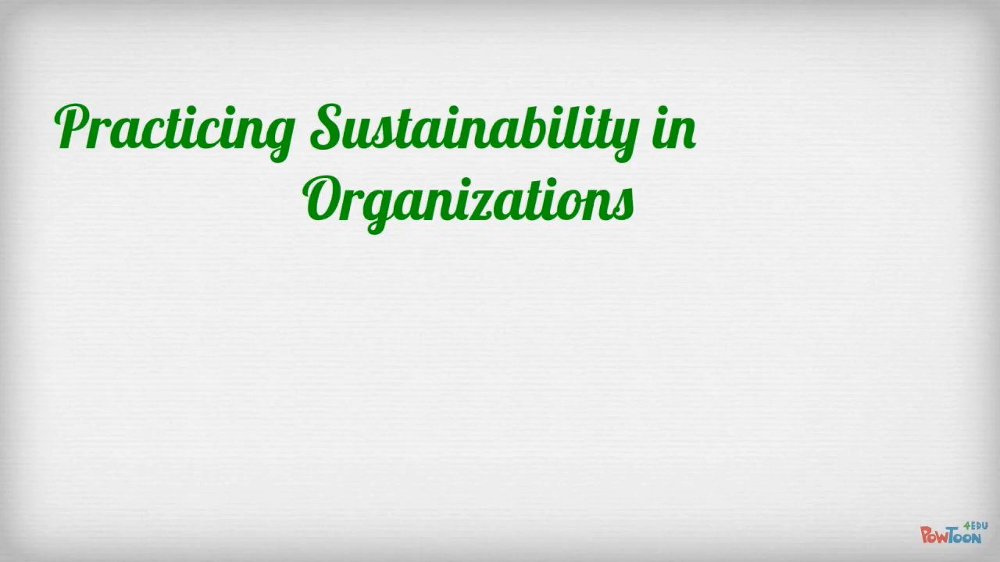 Practicing Sustainability in
Organizations
4EDU
PowToon